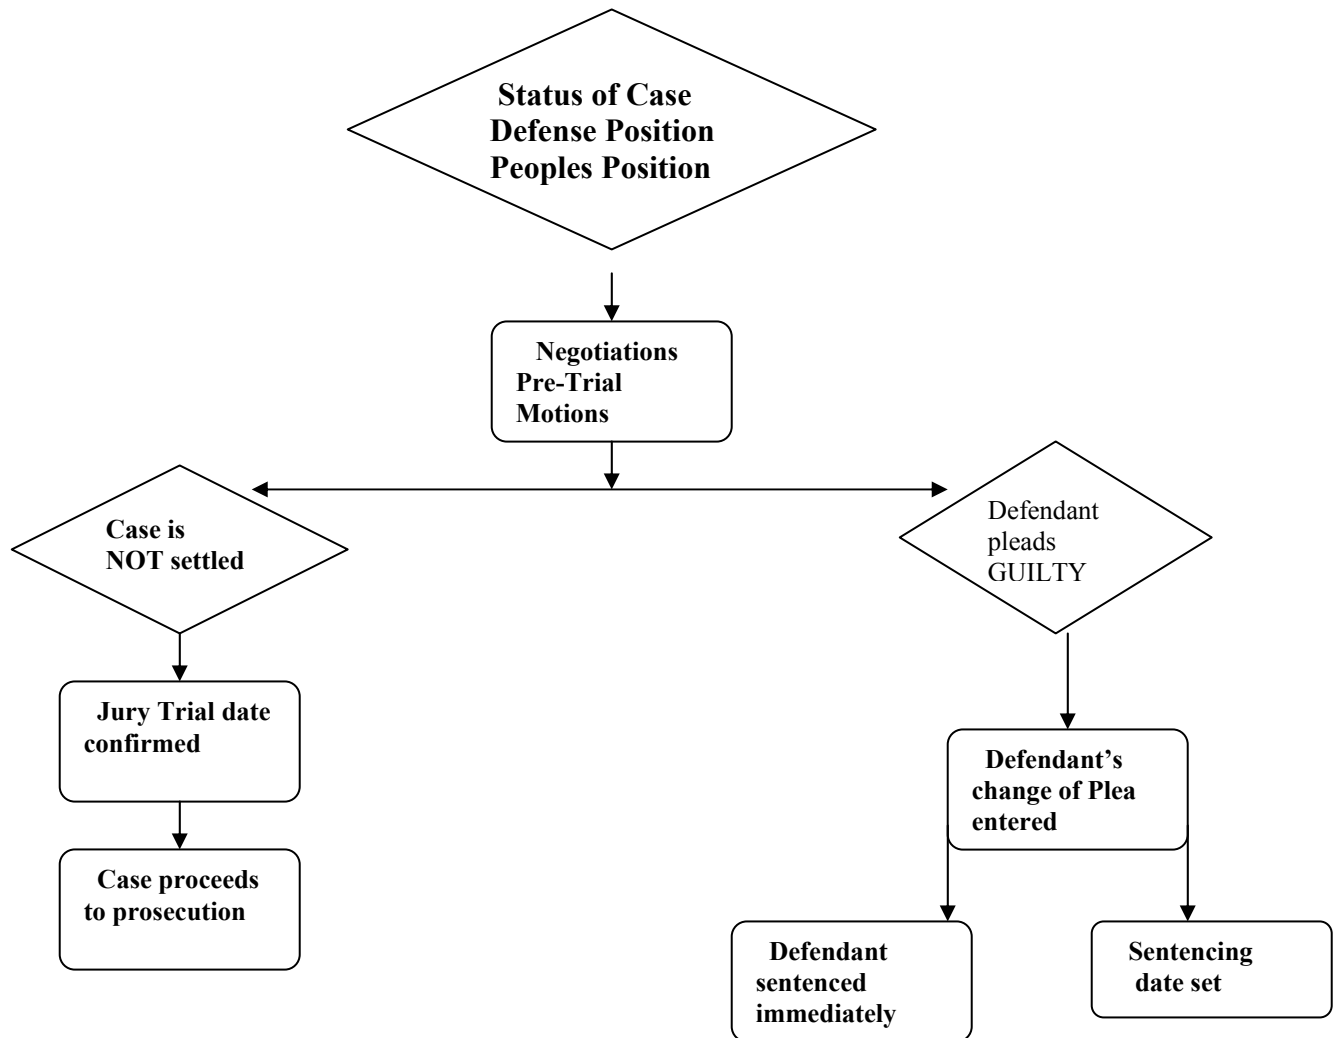 Status of Case
Defense Position
Peoples Position
Negotiations
Pre-Trial
Motions
Case is
NOT settled
Defendant
pleads
GUILTY
Jury Trial date
confirmed
Defendant’s
change of Plea
entered
Case proceeds
to prosecution
Defendant
sentenced
immediately
Sentencing
date set